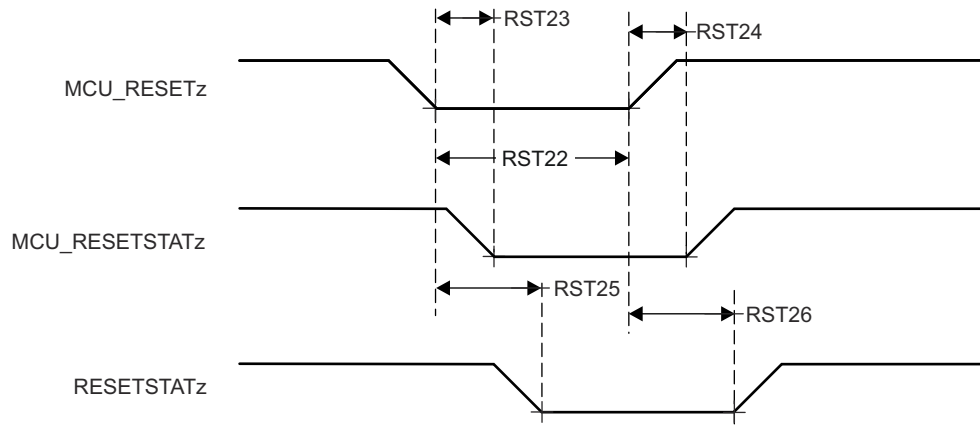 RST23
RST24
MCU_RESETz
RST22
MCU_RESETSTATz
RST25
RST26
RESETSTATz